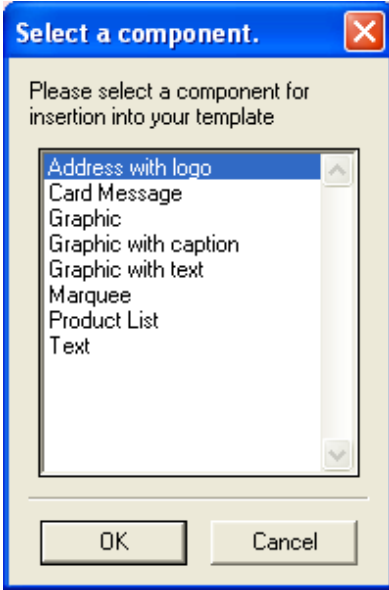 Select a component.
Please select a component for
insertion into your template
Address with logo
Card Message
Graphic
Graphic with caption
Graphic with text
Marquee
Product List
Text
OK
Cancel